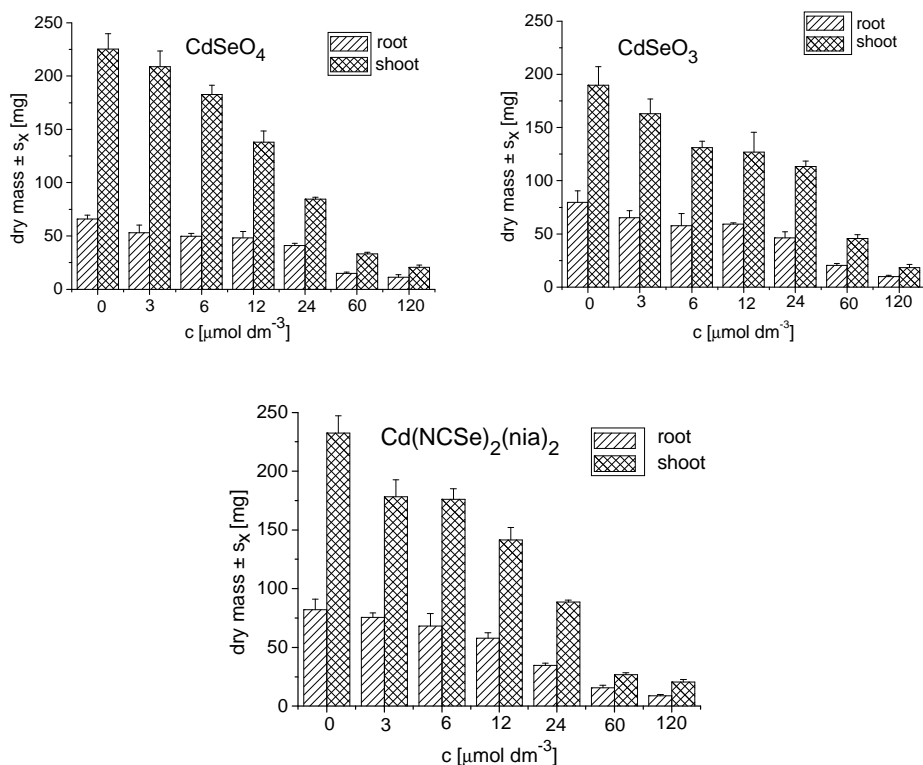 250
200
150
100
50
0
dry mass ± sX [mg]
CdSeO4
root
shoot
0 3 6 12 24 60 120
c [μmol dm-3]
250
200
150
100
50
0
dry mass ± sX [mg]
CdSeO3
root
shoot
0 3 6 12 24 60 120
c [μmol dm-3]
250
200
150
100
50
0
dry mass ± sX [mg]
Cd(NCSe)2(nia)2
root
shoot
0 3 6 12 24 60 120
c [μmol dm-3]